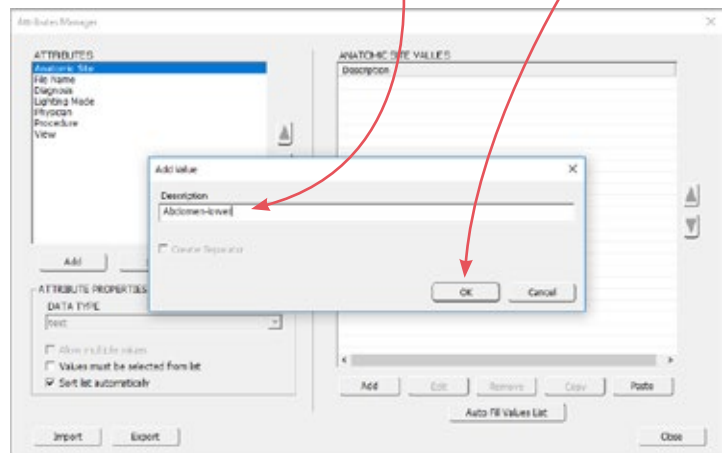 Attributes Manager
ATTRIBUTES
Anatomic Site
File Name
Diagnosis
Lighting Mode
Physician
Procedure
View
Add
ATTRIBUTE PROPERTIES
DATA TYPE
Text
Allow multiple values
Values must be selected from list
Sort list automatically
Import
Export
ANATOMIC SITE VALUES
Description
Add value
Description
Abdomen-lower
Create Separator
OK
Cancel
Add
Edit
Remove
Copy
Paste
Auto Fill Values List
Close